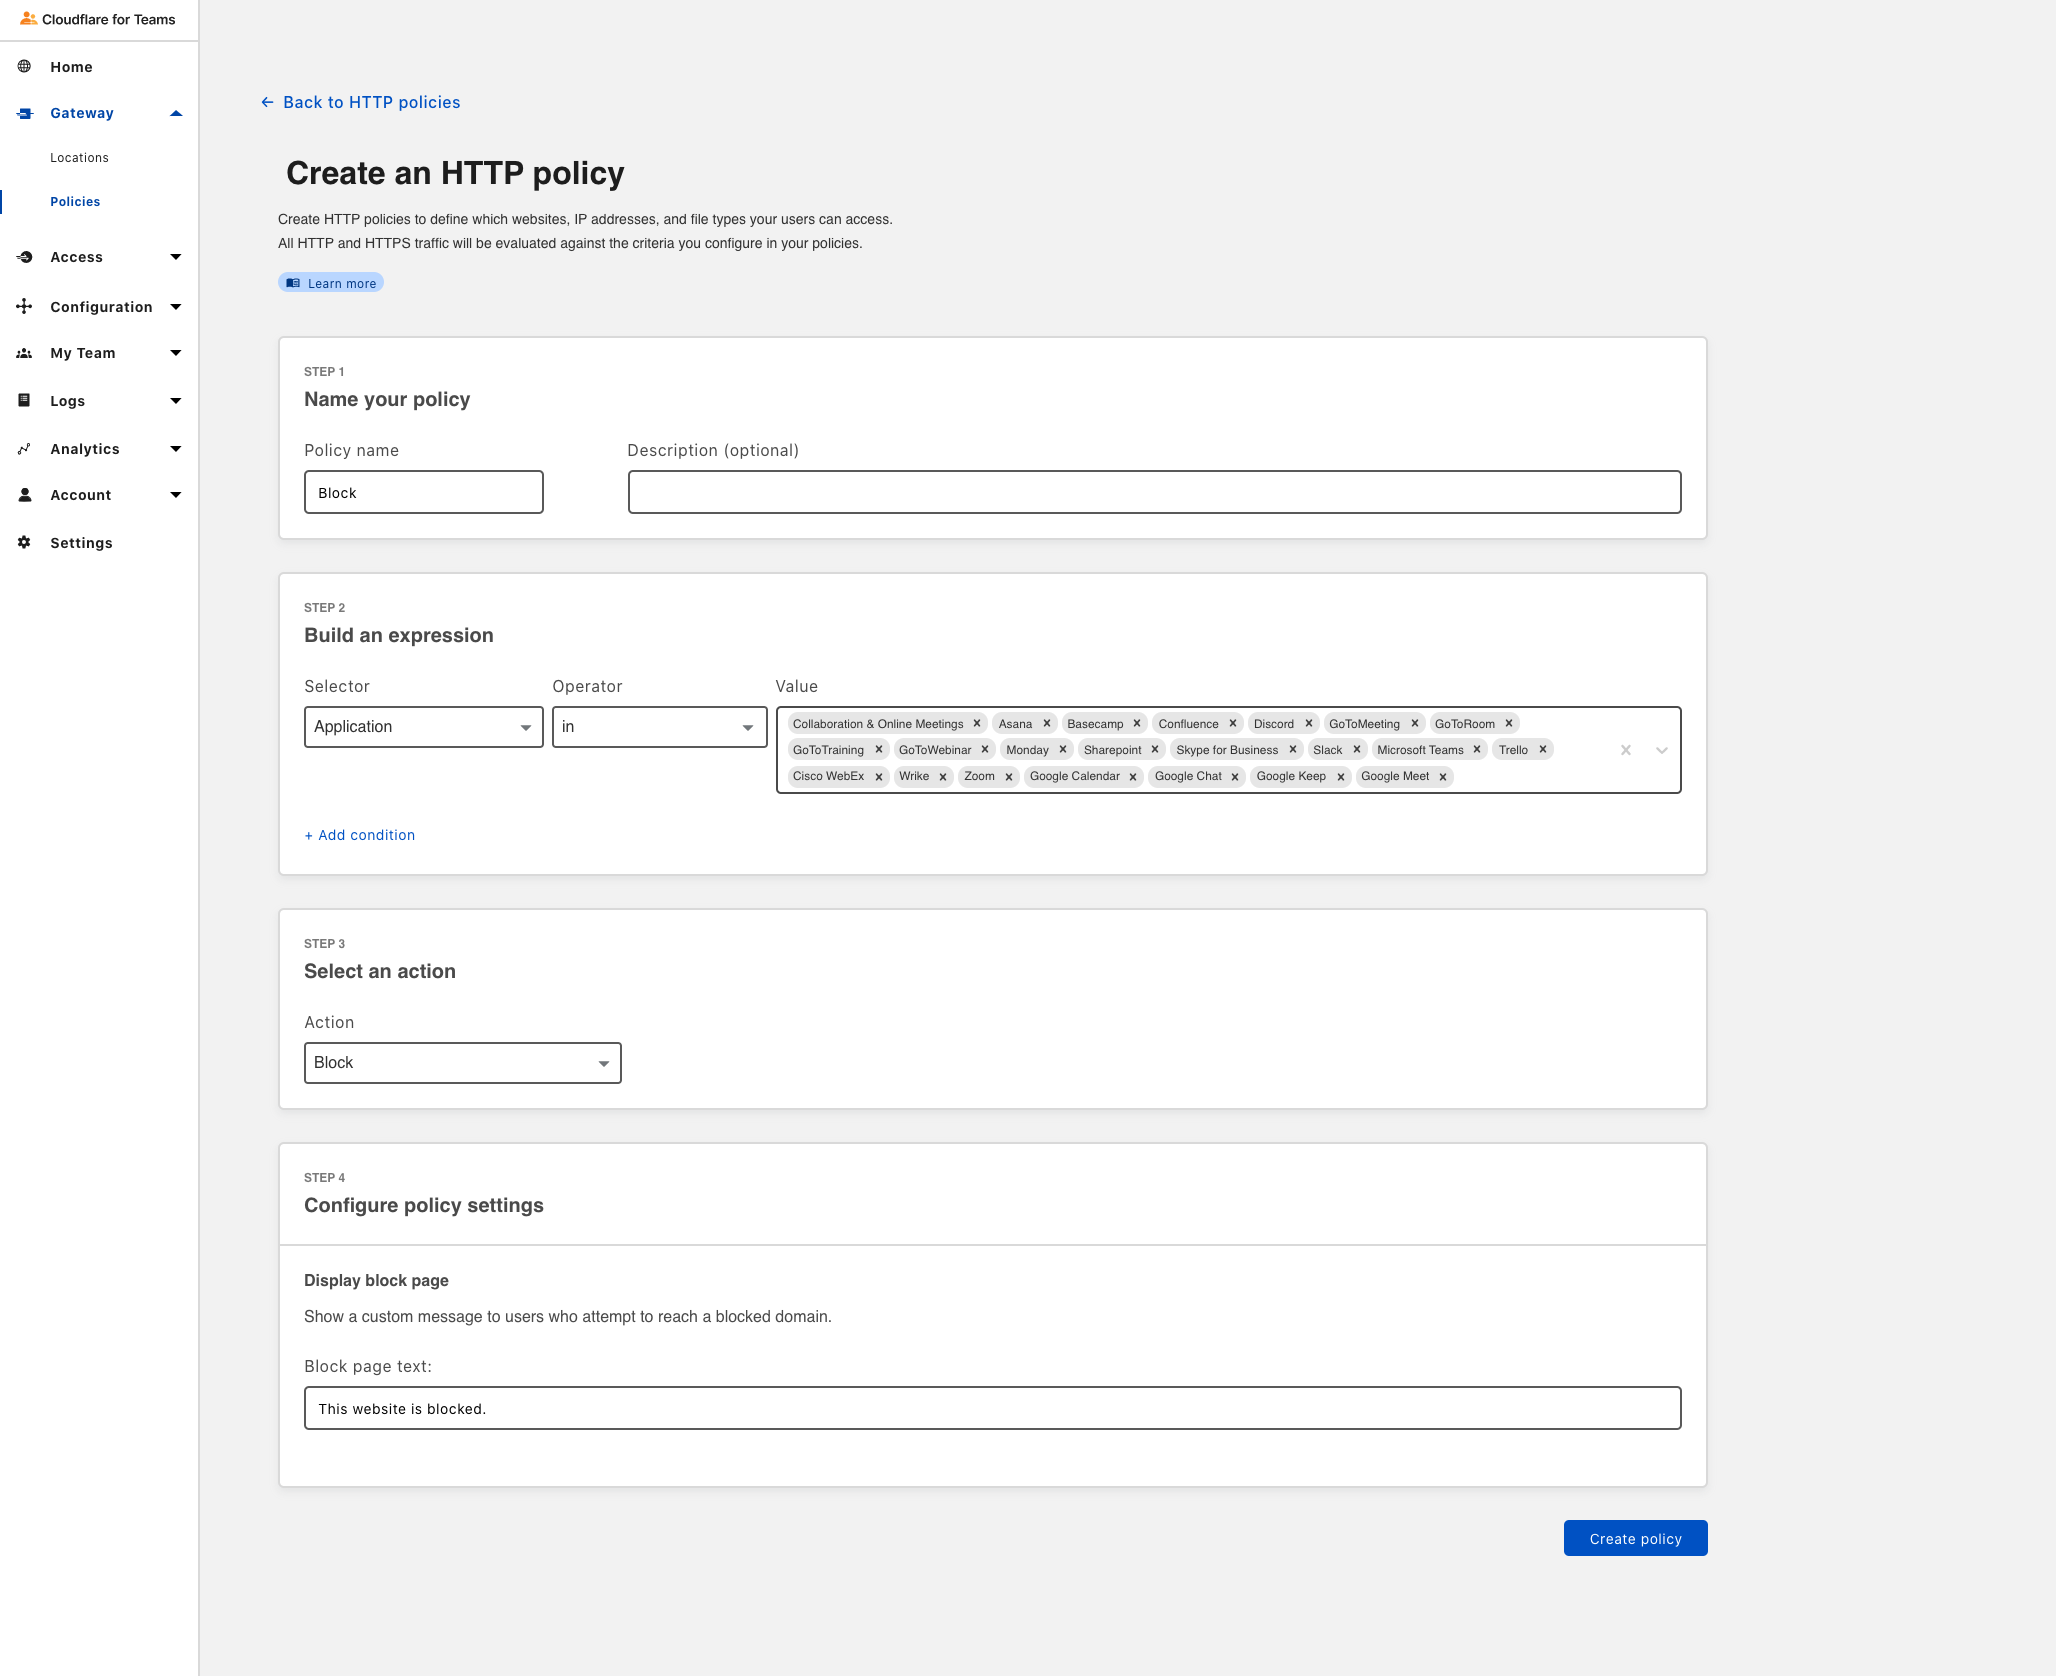 Cloudflare for Teams
Home
Gateway
Locations
Policies
Access
Configuration
My Team
Logs
Analytics
Account
Settings
← Back to HTTP policies
Create an HTTP policy
Create HTTP policies to define which websites, IP addresses, and file types your users can access.
All HTTP and HTTPS traffic will be evaluated against the criteria you configure in your policies.
Learn more
STEP 1
Name your policy
Policy name Description (optional)
Block
STEP 2
Build an expression
Selector Operator Value
Application in
Collaboration & Online Meetings × Asana × Basecamp × Confluence × Discord × GoToMeeting × GoToRoom ×
GoToTraining × GoToWebinar × Monday × Sharepoint × Skype for Business × Slack × Microsoft Teams × Trello ×
Cisco WebEx × Wrike × Zoom × Google Calendar × Google Chat × Google Keep × Google Meet ×
+ Add condition
STEP 3
Select an action
Action
Block
STEP 4
Configure policy settings
Display block page
Show a custom message to users who attempt to reach a blocked domain.
Block page text:
This website is blocked.
Create policy